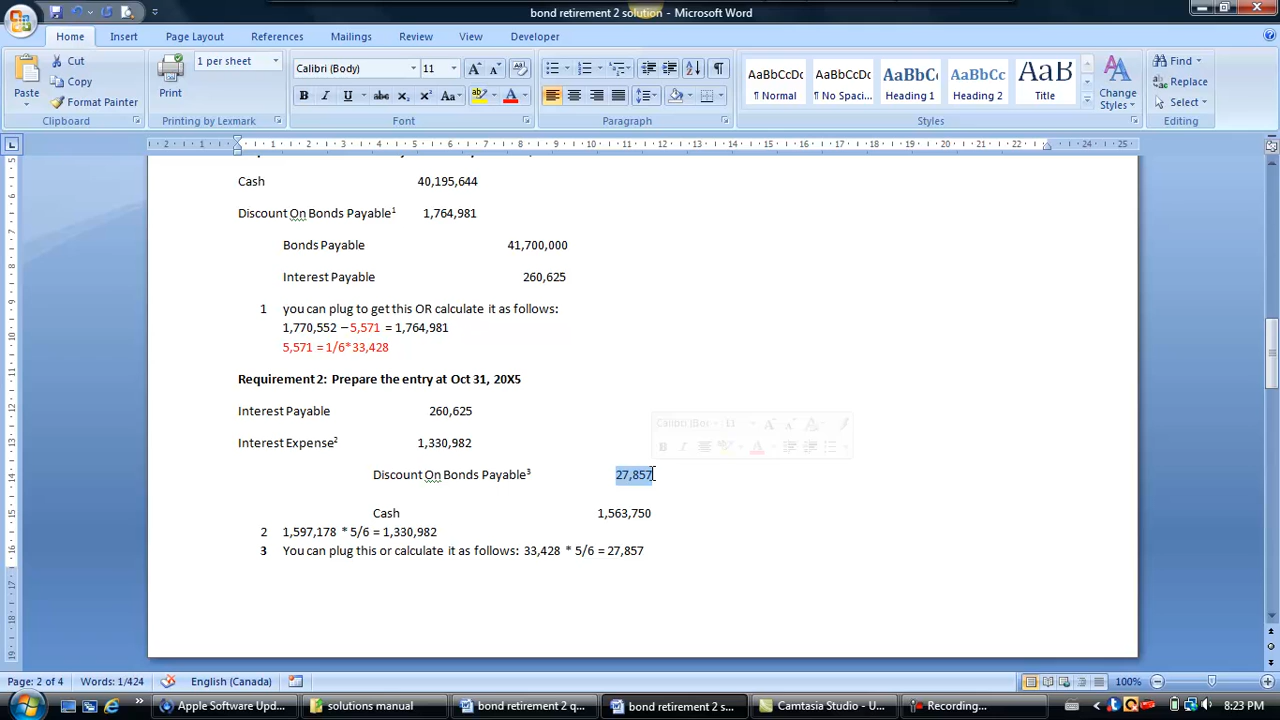 bond retirement 2 solution - Microsoft Word
Home Insert Page Layout References Mailings Review View Developer
Paste
Cut
Copy
Format Painter
Clipboard
Print
1 per sheet
Printing by Lexmark
Calibri (Body) 11
Font
Paragraph
AaBbCcDc AaBbCcDc AaBbCc AaBbCc AaB
¶ Normal ¶ No Spaci... Heading 1 Heading 2 Title
Change Styles
Styles
Find
Replace
Select
Editing
Cash 40,195,644
Discount On Bonds Payable1 1,764,981
Bonds Payable 41,700,000
Interest Payable 260,625
1 you can plug to get this OR calculate it as follows:
1,770,552 – 5,571 = 1,764,981
5,571 = 1/6*33,428
Requirement 2: Prepare the entry at Oct 31, 20X5
Interest Payable 260,625
Interest Expense2 1,330,982
Discount On Bonds Payable3 27,857
Cash 1,563,750
2 1,597,178 * 5/6 = 1,330,982
3 You can plug this or calculate it as follows: 33,428 * 5/6 = 27,857
Page: 2 of 4 Words: 1/424 English (Canada) 100%
Apple Software Upd... solutions manual bond retirement 2 q... bond retirement 2 s... Camtasia Studio - U... Recording... 8:23 PM